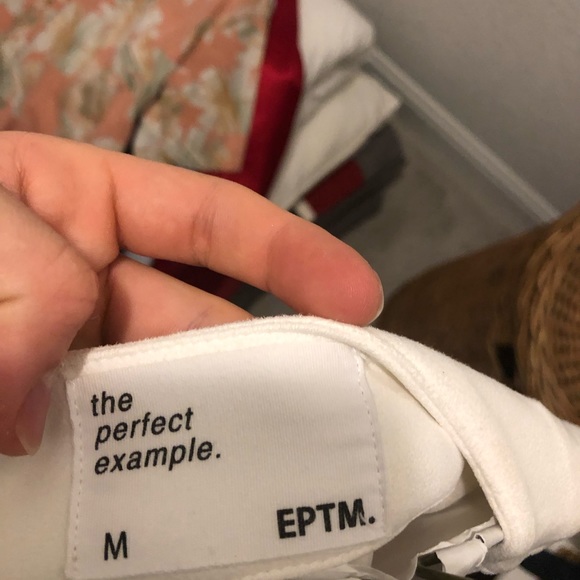 the
perfect
example.
M
EPTM.